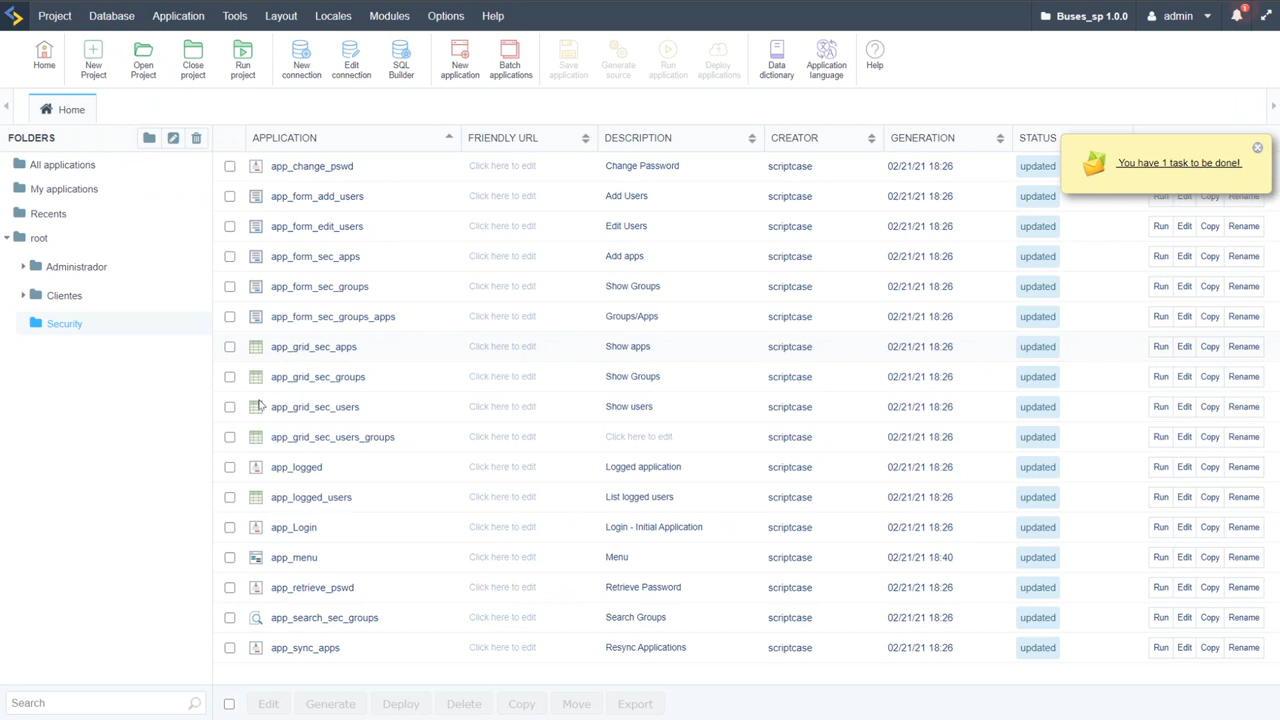 Project Database Application Tools Layout Locales Modules Options Help Buses_sp 1.0.0 admin 1
Home New Project Open Project Close project Run project New connection Edit connection SQL Builder New application Batch applications Save application Generate source Run application Deploy applications Data dictionary Application language Help
Home
FOLDERS APPLICATION FRIENDLY URL DESCRIPTION CREATOR GENERATION STATUS
You have 1 task to be done!
All applications
My applications
Recents
root
Administrador
Clientes
Security
app_change_pswd Click here to edit Change Password scriptcase 02/21/21 18:26 updated
app_form_add_users Click here to edit Add Users scriptcase 02/21/21 18:26 updated Run Edit Copy Rename
app_form_edit_users Click here to edit Edit Users scriptcase 02/21/21 18:26 updated Run Edit Copy Rename
app_form_sec_apps Click here to edit Add apps scriptcase 02/21/21 18:26 updated Run Edit Copy Rename
app_form_sec_groups Click here to edit Show Groups scriptcase 02/21/21 18:26 updated Run Edit Copy Rename
app_form_sec_groups_apps Click here to edit Groups/Apps scriptcase 02/21/21 18:26 updated Run Edit Copy Rename
app_grid_sec_apps Click here to edit Show apps scriptcase 02/21/21 18:26 updated Run Edit Copy Rename
app_grid_sec_groups Click here to edit Show Groups scriptcase 02/21/21 18:26 updated Run Edit Copy Rename
app_grid_sec_users Click here to edit Show users scriptcase 02/21/21 18:26 updated Run Edit Copy Rename
app_grid_sec_users_groups Click here to edit Click here to edit scriptcase 02/21/21 18:26 updated Run Edit Copy Rename
app_logged Click here to edit Logged application scriptcase 02/21/21 18:26 updated Run Edit Copy Rename
app_logged_users Click here to edit List logged users scriptcase 02/21/21 18:26 updated Run Edit Copy Rename
app_Login Click here to edit Login - Initial Application scriptcase 02/21/21 18:26 updated Run Edit Copy Rename
app_menu Click here to edit Menu scriptcase 02/21/21 18:40 updated Run Edit Copy Rename
app_retrieve_pswd Click here to edit Retrieve Password scriptcase 02/21/21 18:26 updated Run Edit Copy Rename
app_search_sec_groups Click here to edit Search Groups scriptcase 02/21/21 18:26 updated Run Edit Copy Rename
app_sync_apps Click here to edit Resync Applications scriptcase 02/21/21 18:26 updated Run Edit Copy Rename
Search Edit Generate Deploy Delete Copy Move Export